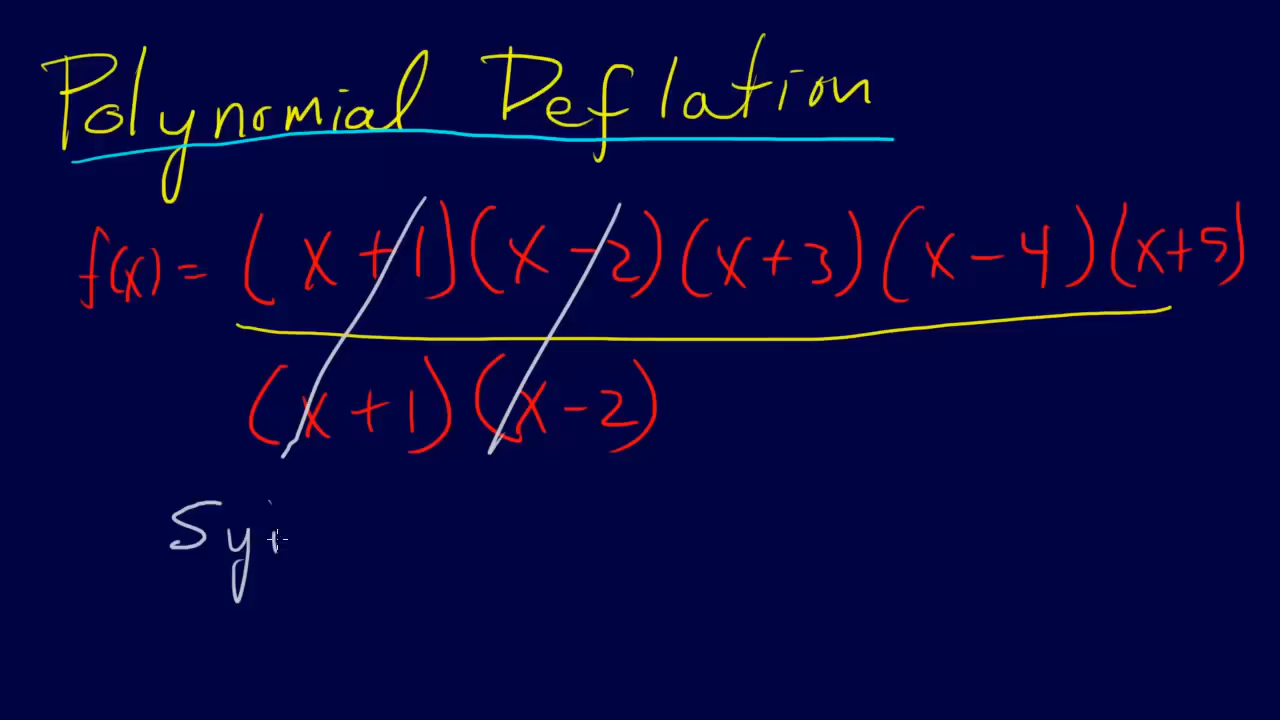 Polynomial Deflation
f(x) = (x+1)(x-2)(x+3)(x-4)(x+5)
(x+1)(x-2)
Sy